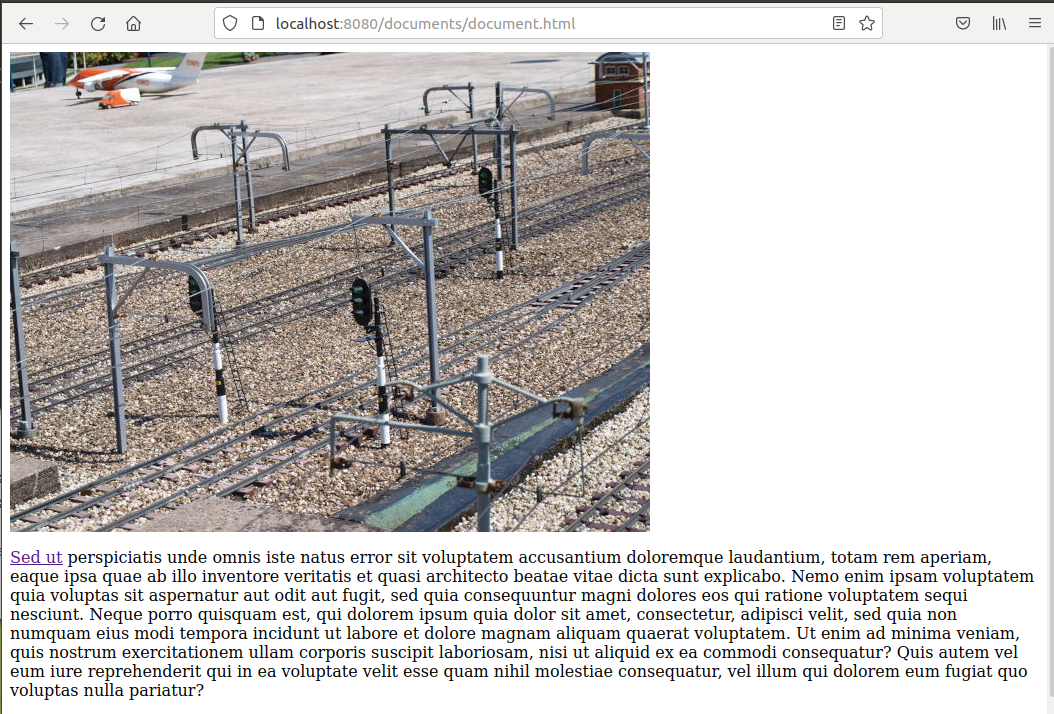 localhost:8080/documents/document.html
Sed ut perspiciatis unde omnis iste natus error sit voluptatem accusantium doloremque laudantium, totam rem aperiam,
eaque ipsa quae ab illo inventore veritatis et quasi architecto beatae vitae dicta sunt explicabo. Nemo enim ipsam voluptatem
quia voluptas sit aspernatur aut odit aut fugit, sed quia consequuntur magni dolores eos qui ratione voluptatem sequi
nesciunt. Neque porro quisquam est, qui dolorem ipsum quia dolor sit amet, consectetur, adipisci velit, sed quia non
numquam eius modi tempora incidunt ut labore et dolore magnam aliquam quaerat voluptatem. Ut enim ad minima veniam,
quis nostrum exercitationem ullam corporis suscipit laboriosam, nisi ut aliquid ex ea commodi consequatur? Quis autem vel
eum iure reprehenderit qui in ea voluptate velit esse quam nihil molestiae consequatur, vel illum qui dolorem eum fugiat quo
voluptas nulla pariatur?